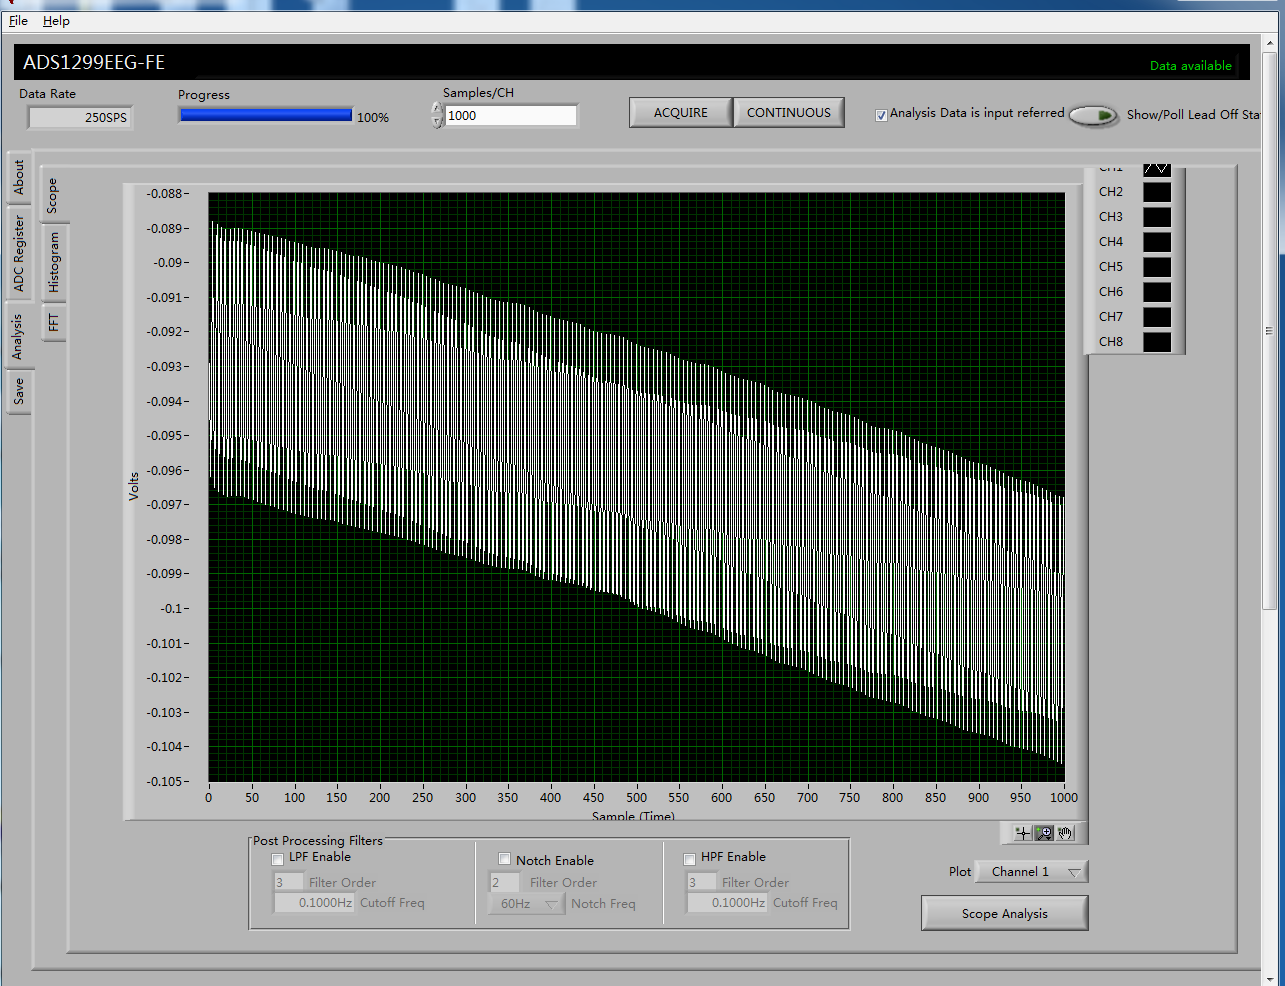 File Help
ADS1299EEG-FE
Data available
Data Rate
250SPS
Progress
100%
Samples/CH
1000
ACQUIRE
CONTINUOUS
Analysis Data is input referred
Show/Poll Lead Off Sta
About
ADC Register
Analysis
Save
Scope
Histogram
FFT
Volts
-0.088
-0.089
-0.09
-0.091
-0.092
-0.093
-0.094
-0.095
-0.096
-0.097
-0.098
-0.099
-0.1
-0.101
-0.102
-0.103
-0.104
-0.105
0 50 100 150 200 250 300 350 400 450 500 550 600 650 700 750 800 850 900 950 1000
Sample (Time)
CH1
CH2
CH3
CH4
CH5
CH6
CH7
CH8
Post Processing Filters
LPF Enable
3 Filter Order
0.1000Hz Cutoff Freq
Notch Enable
2 Filter Order
60Hz Notch Freq
HPF Enable
3 Filter Order
0.1000Hz Cutoff Freq
Plot Channel 1
Scope Analysis